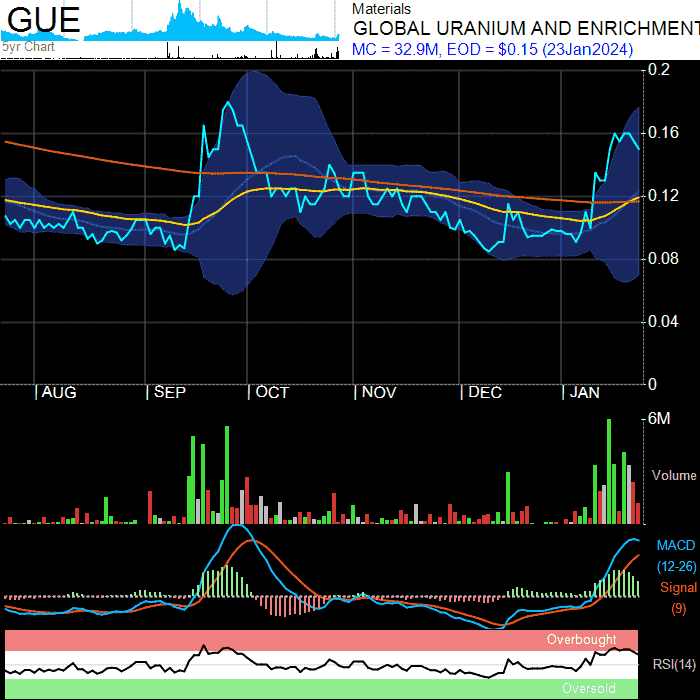 GUE
5yr Chart
Materials
GLOBAL URANIUM AND ENRICHMENT
MC = 32.9M, EOD = $0.15 (23Jan2024)
0.2
0.16
0.12
0.08
0.04
0
AUG
SEP
OCT
NOV
DEC
JAN
6M
Volume
MACD
(12-26)
Signal
(9)
Overbought
RSI(14)
Oversold